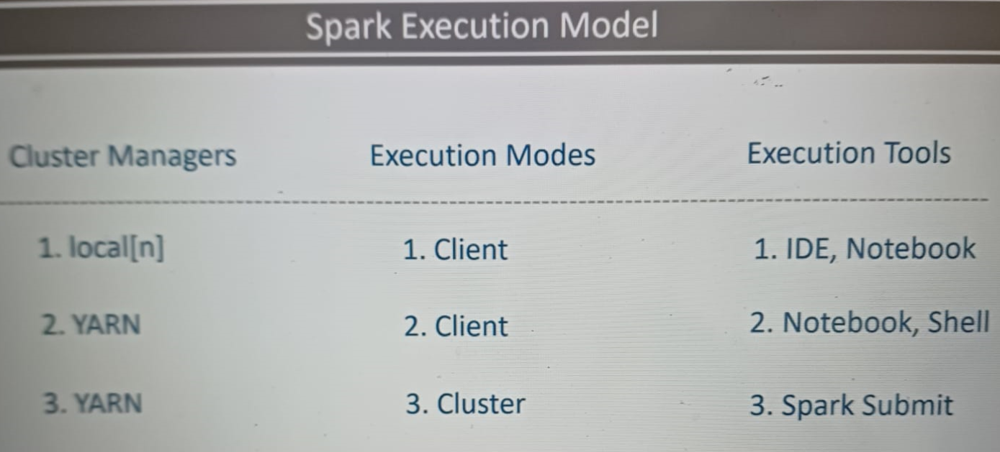 Spark Execution Model
Cluster Managers Execution Modes Execution Tools
1. local[n] 1. Client 1. IDE, Notebook
2. YARN 2. Client 2. Notebook, Shell
3. YARN 3. Cluster 3. Spark Submit